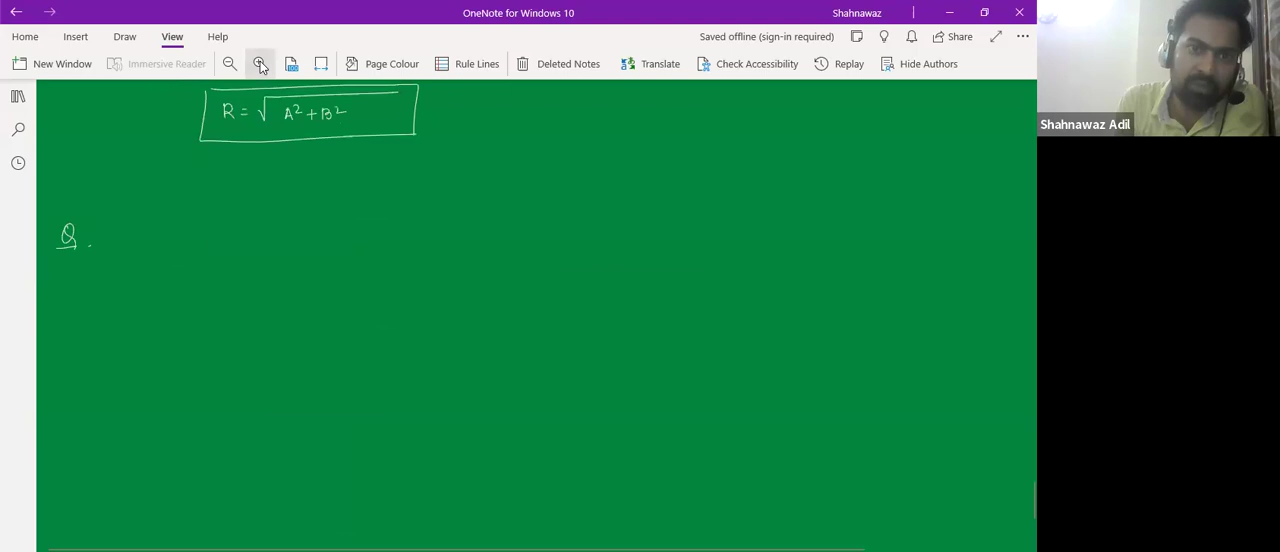 OneNote for Windows 10
Shahnawaz
Home Insert Draw View Help
Saved offline (sign-in required) Share
New Window Immersive Reader Page Colour Rule Lines Deleted Notes Translate Check Accessibility Replay Hide Authors
R = √A²+B²
Q.
Shahnawaz Adil